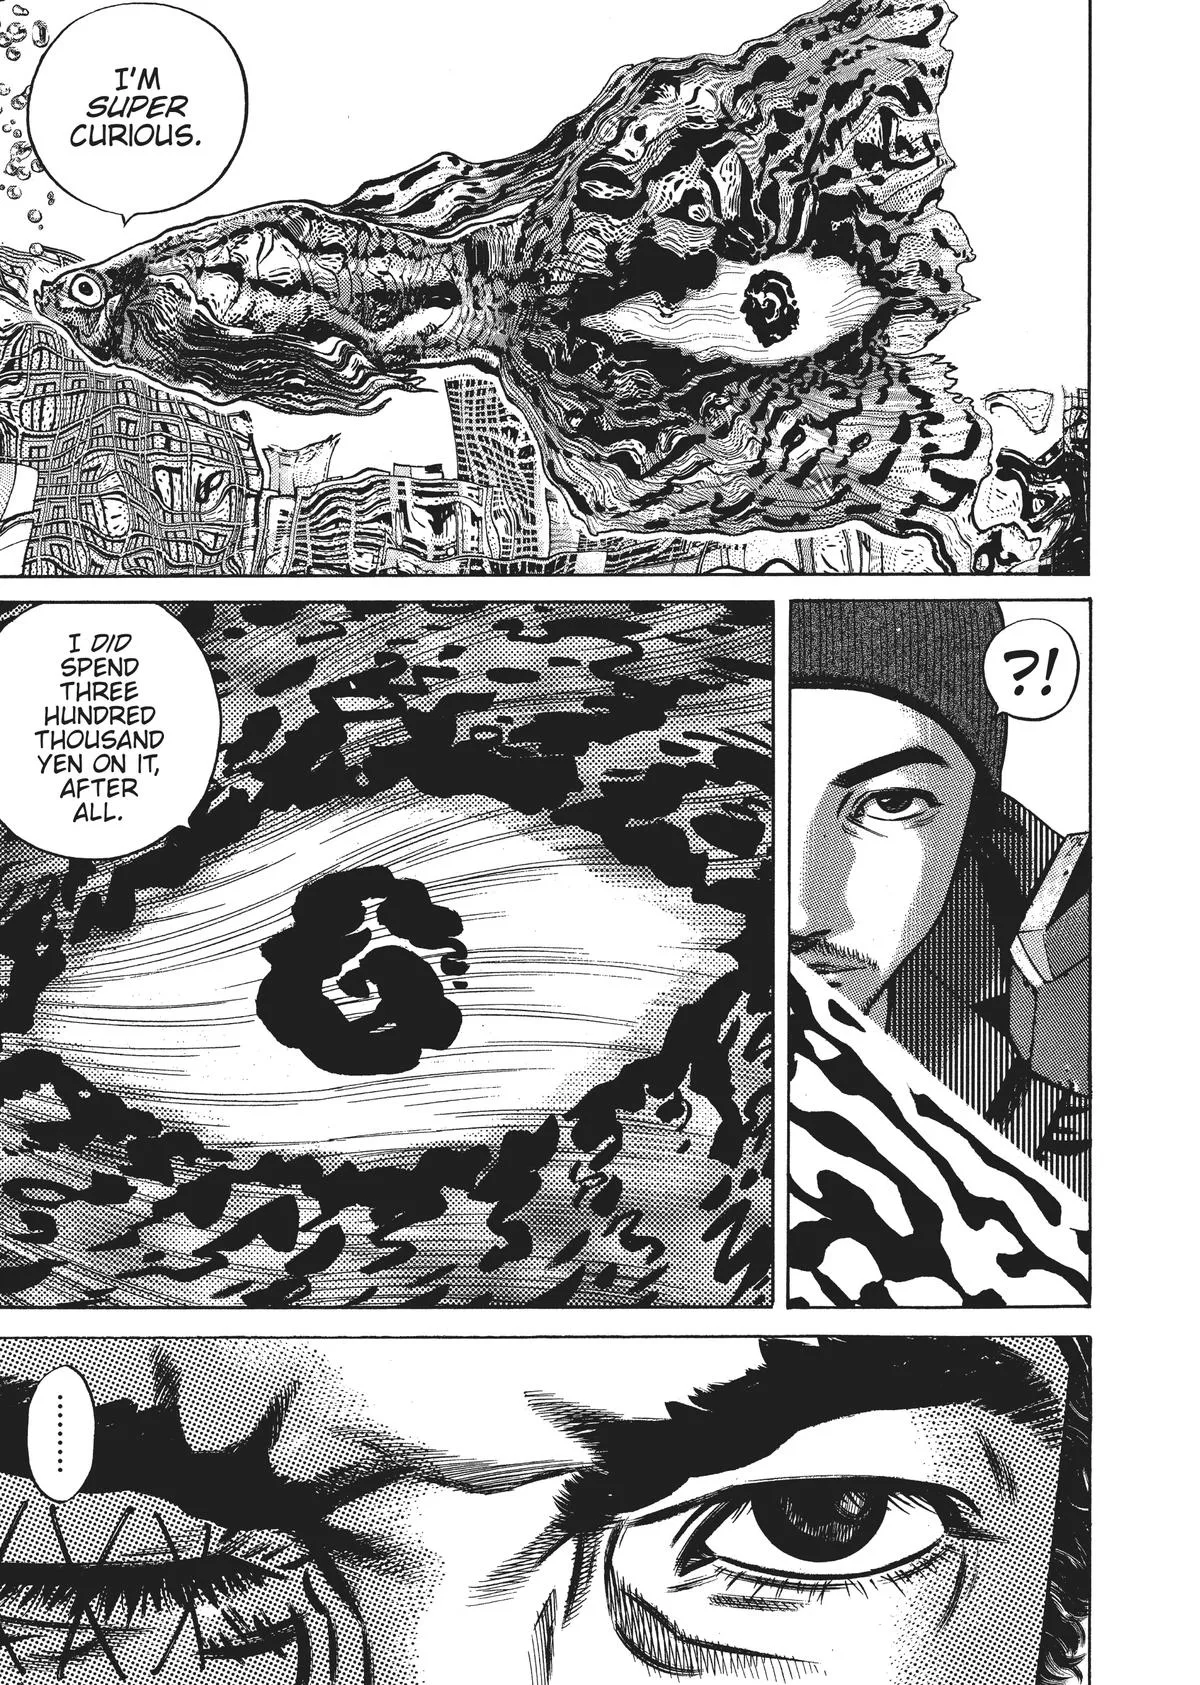 I'M
SUPER
CURIOUS.
?!
I DID
SPEND
THREE
HUNDRED
THOUSAND
YEN ON IT,
AFTER
ALL.
.........